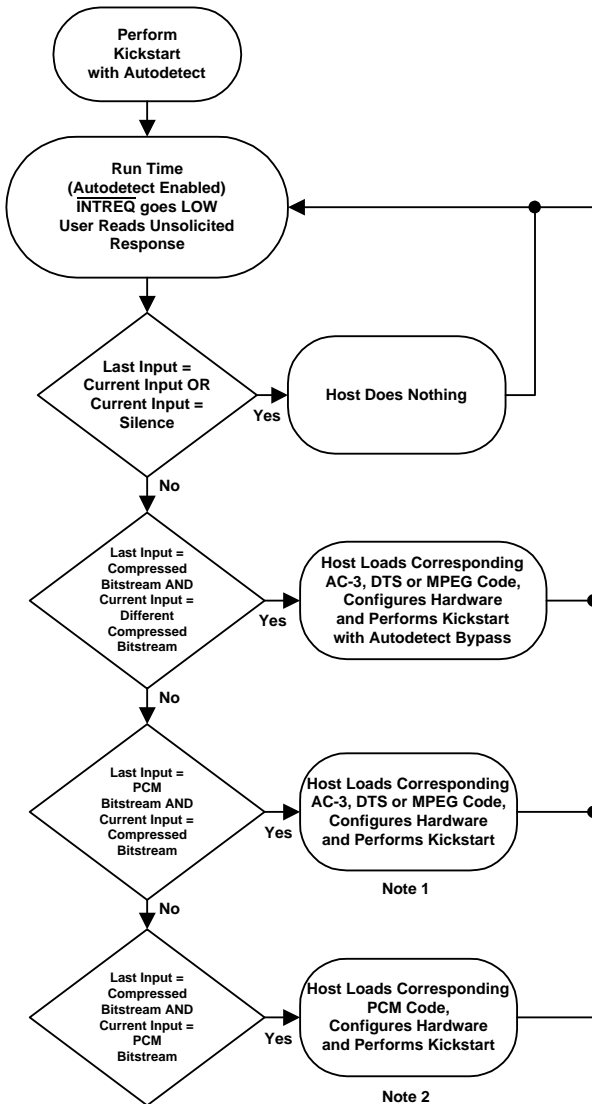 Perform
Kickstart
with Autodetect
Run Time
(Autodetect Enabled)
INTREQ goes LOW
User Reads Unsolicited
Response
Last Input =
Current Input OR
Current Input =
Silence
Yes
Host Does Nothing
No
Last Input =
Compressed
Bitstream AND
Current Input =
Different
Compressed
Bitstream
Yes
Host Loads Corresponding
AC-3, DTS or MPEG Code,
Configures Hardware
and Performs Kickstart
with Autodetect Bypass
No
Last Input =
PCM
Bitstream AND
Current Input =
Compressed
Bitstream
Yes
Host Loads Corresponding
AC-3, DTS or MPEG Code,
Configures Hardware
and Performs Kickstart
Note 1
No
Last Input =
Compressed
Bitstream AND
Current Input =
PCM
Bitstream
Yes
Host Loads Corresponding
PCM Code,
Configures Hardware
and Performs Kickstart
Note 2